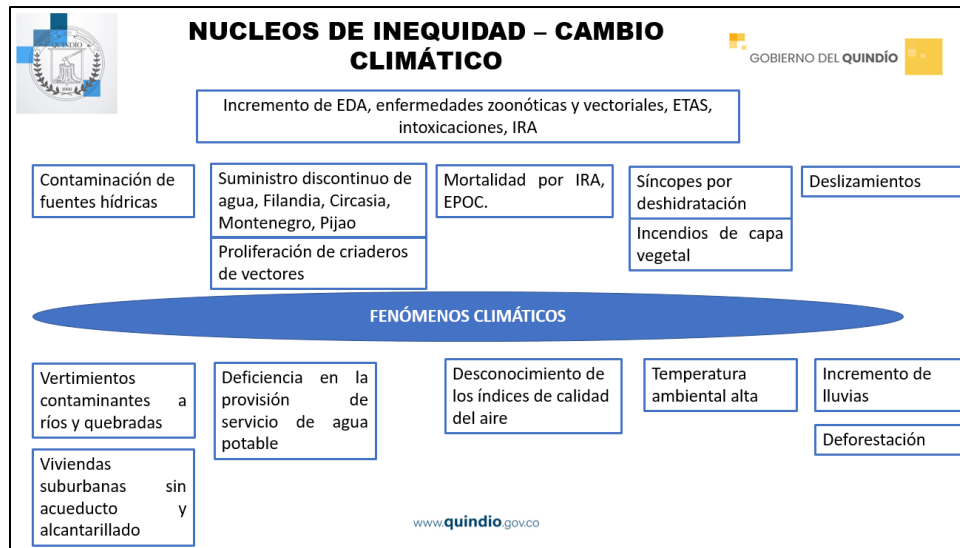 NUCLEOS DE INEQUIDAD – CAMBIO
CLIMÁTICO
QUINDIO
GOBIERNO DEL QUINDÍO
Incremento de EDA, enfermedades zoonóticas y vectoriales, ETAS,
intoxicaciones, IRA
Contaminación de
fuentes hídricas
Suministro discontinuo de
agua, Filandia, Circasia,
Montenegro, Pijao
Proliferación de criaderos
de vectores
Mortalidad por IRA,
EPOC.
Síncopes por
deshidratación
Incendios de capa
vegetal
Deslizamientos
FENÓMENOS CLIMÁTICOS
Vertimientos
contaminantes a
ríos y quebradas
Viviendas
suburbanas sin
acueducto y
alcantarillado
Deficiencia en la
provisión de
servicio de agua
potable
Desconocimiento de
los índices de calidad
del aire
Temperatura
ambiental alta
Incremento de
lluvias
Deforestación
www.quindio.gov.co